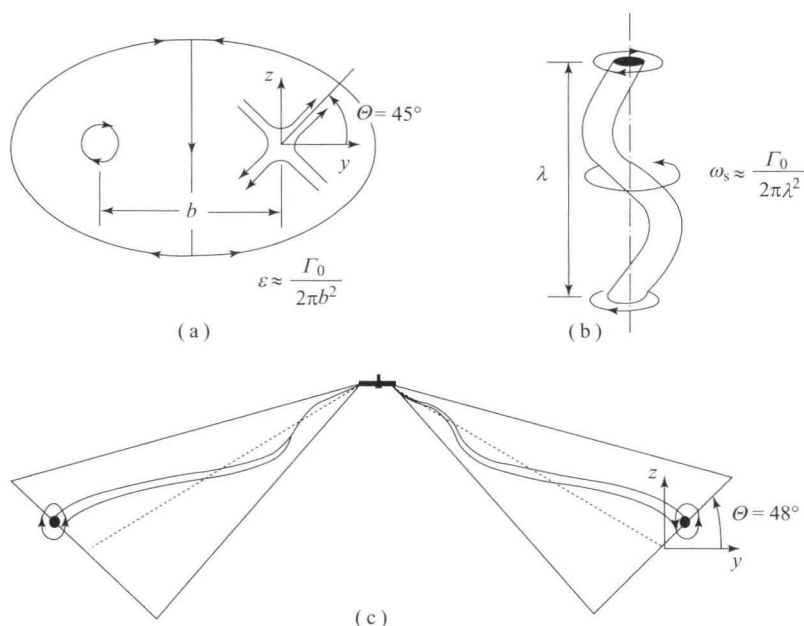 z
Θ = 45°
y
b
ε ≈ Γ₀ / 2πb²
( a )
λ
ωₛ ≈ Γ₀ / 2πλ²
( b )
z
Θ = 48°
y
( c )